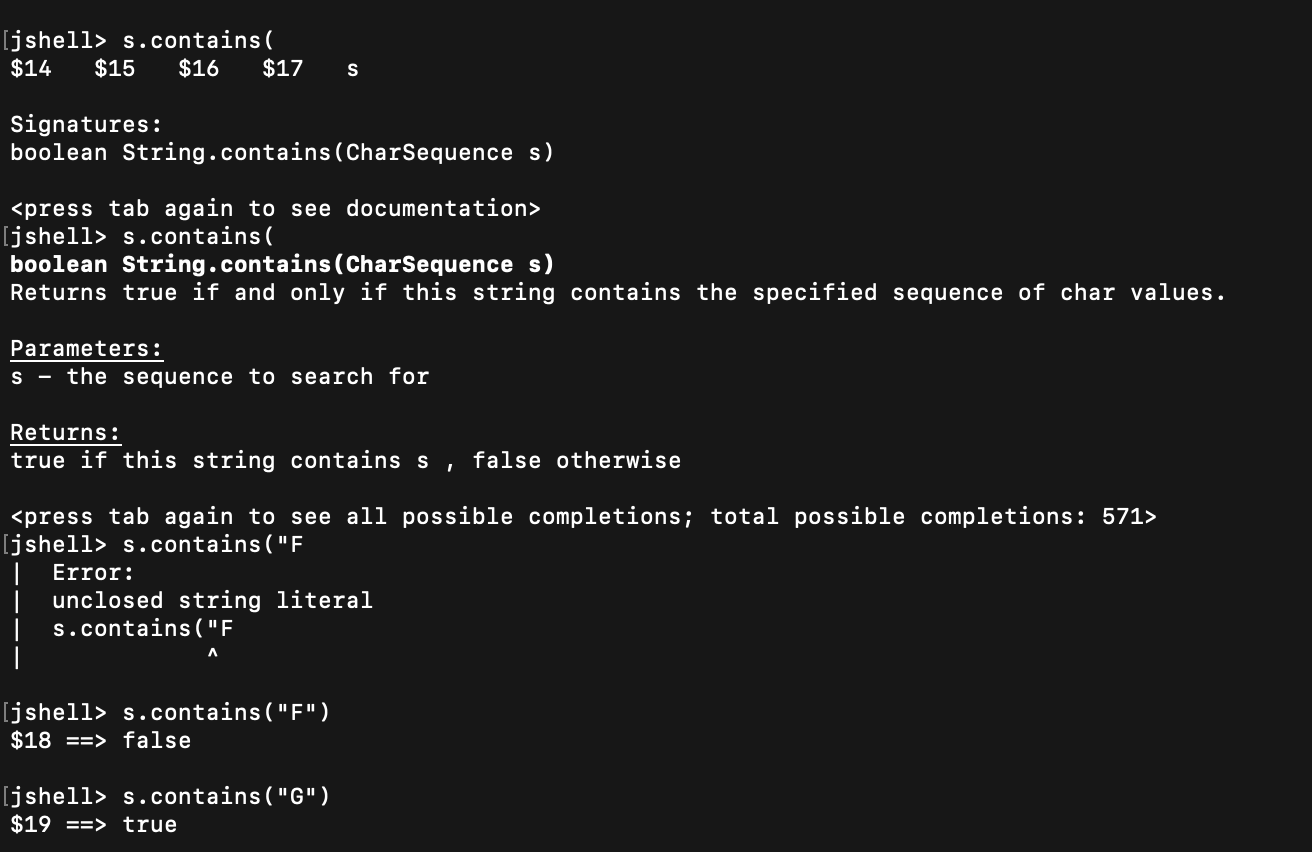 [jshell> s.contains(
$14   $15   $16   $17   s

Signatures:
boolean String.contains(CharSequence s)

<press tab again to see documentation>
[jshell> s.contains(
boolean String.contains(CharSequence s)
Returns true if and only if this string contains the specified sequence of char values.

Parameters:
s – the sequence to search for

Returns:
true if this string contains s , false otherwise

<press tab again to see all possible completions; total possible completions: 571>
[jshell> s.contains("F
|  Error:
|  unclosed string literal
|  s.contains("F
|             ^

[jshell> s.contains("F")
$18 ==> false

[jshell> s.contains("G")
$19 ==> true